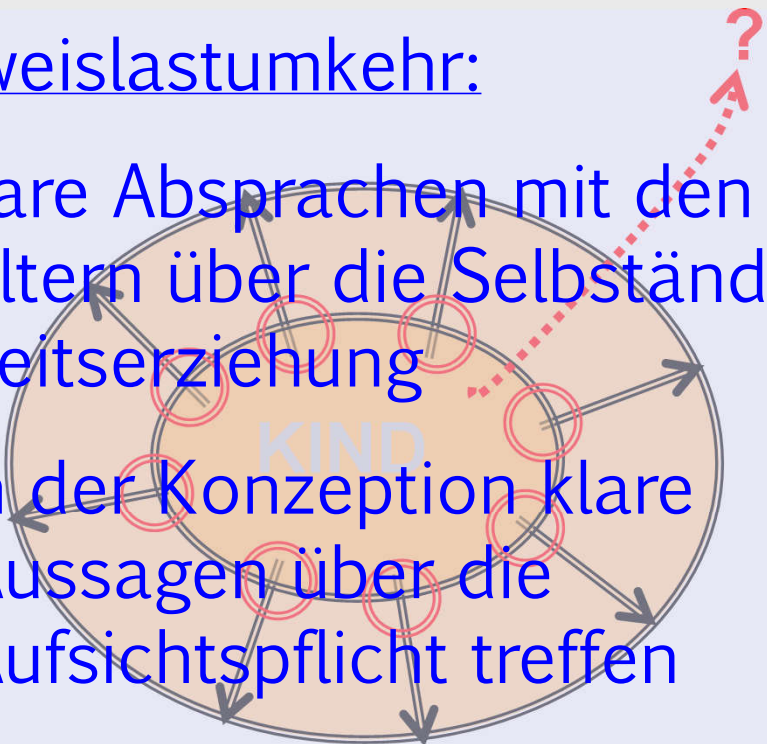 ?
weislastumkehr:
are Absprachen mit den
ltern über die Selbständ
eitserziehung
KIND
der Konzeption klare
ussagen über die
ufsichtspflicht treffen